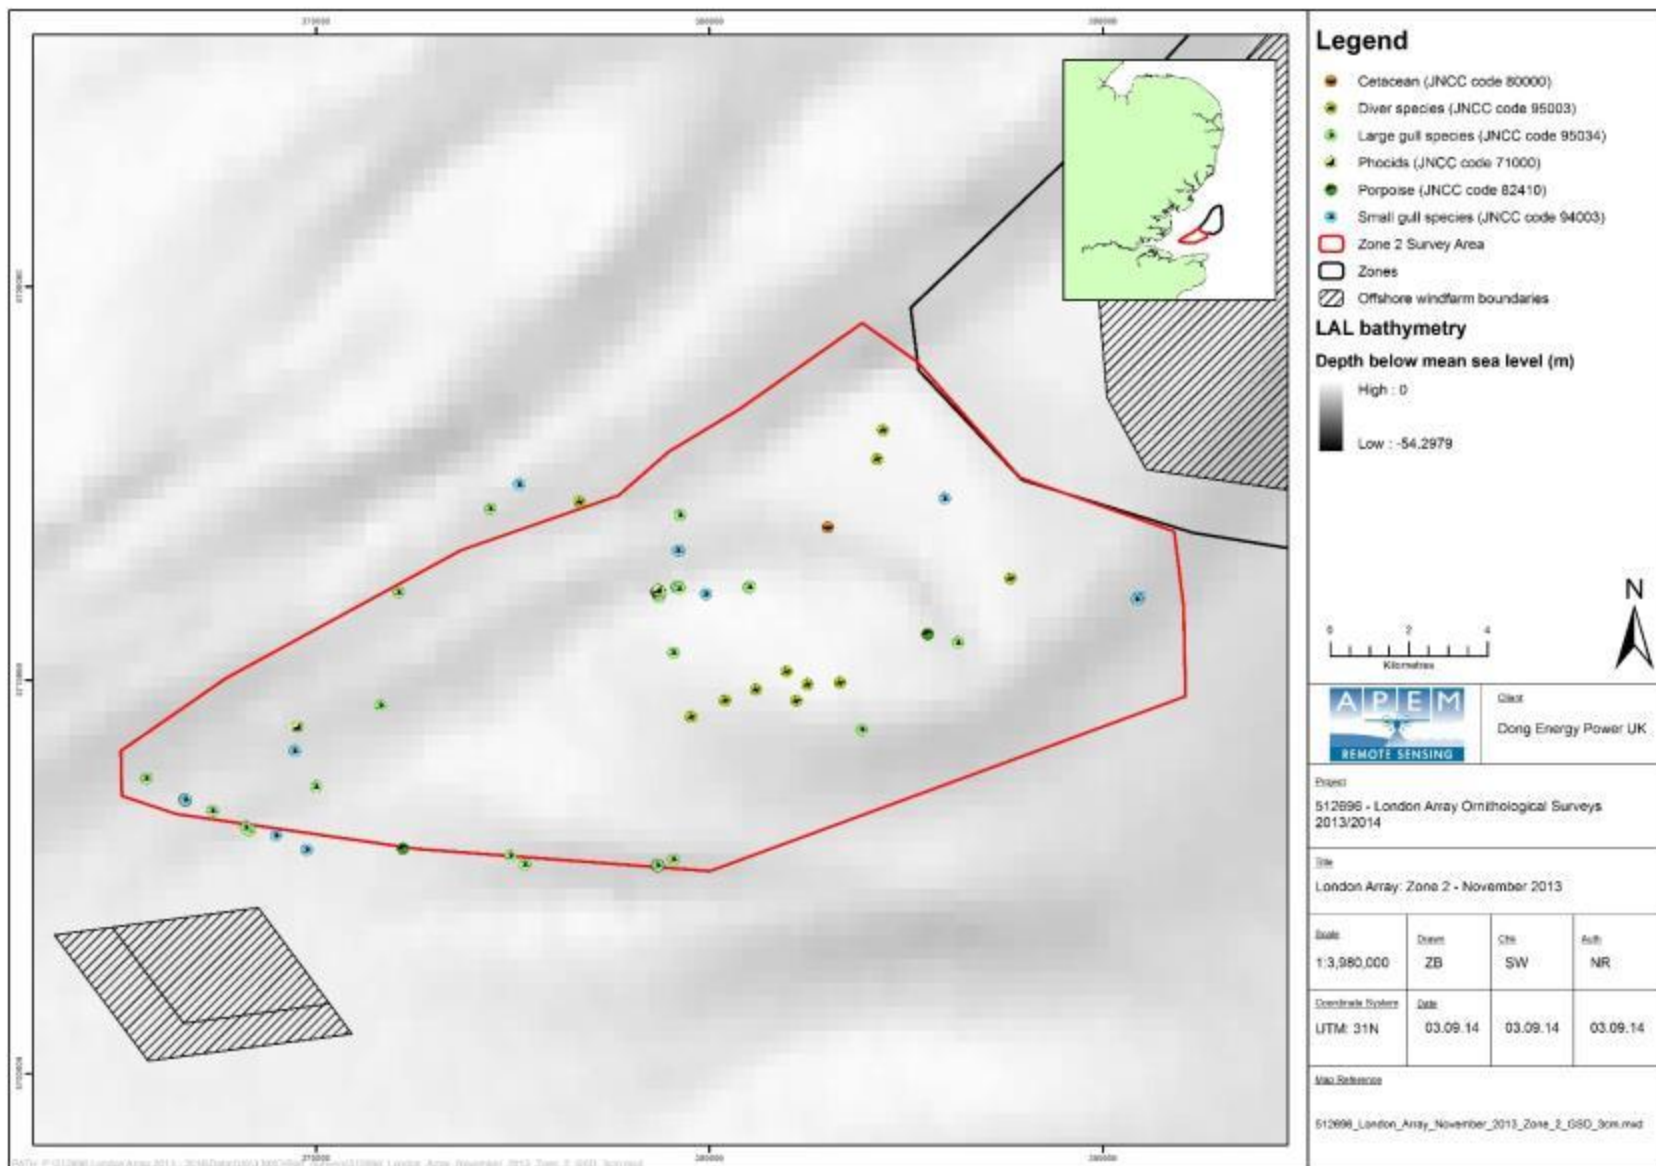 Legend
Cetacean (JNCC code 80000)
Diver species (JNCC code 95003)
Large gull species (JNCC code 95034)
Phocids (JNCC code 71000)
Porpoise (JNCC code 82410)
Small gull species (JNCC code 94003)
Zone 2 Survey Area
Zones
Offshore windfarm boundaries
LAL bathymetry
Depth below mean sea level (m)
High : 0
Low : -54.2979
N
0 2 4
Kilometres
APEM
REMOTE SENSING
Client
Dong Energy Power UK
Project
512696 - London Array Ornithological Surveys
2013/2014
Title
London Array: Zone 2 - November 2013
Scale
1:3,980,000
Drawn
ZB
Chk
SW
Auth
NR
Coordinate System
UTM: 31N
Date
03.09.14
03.09.14
03.09.14
Map Reference
512696_London_Array_November_2013_Zone_2_GSD_3cm.mxd